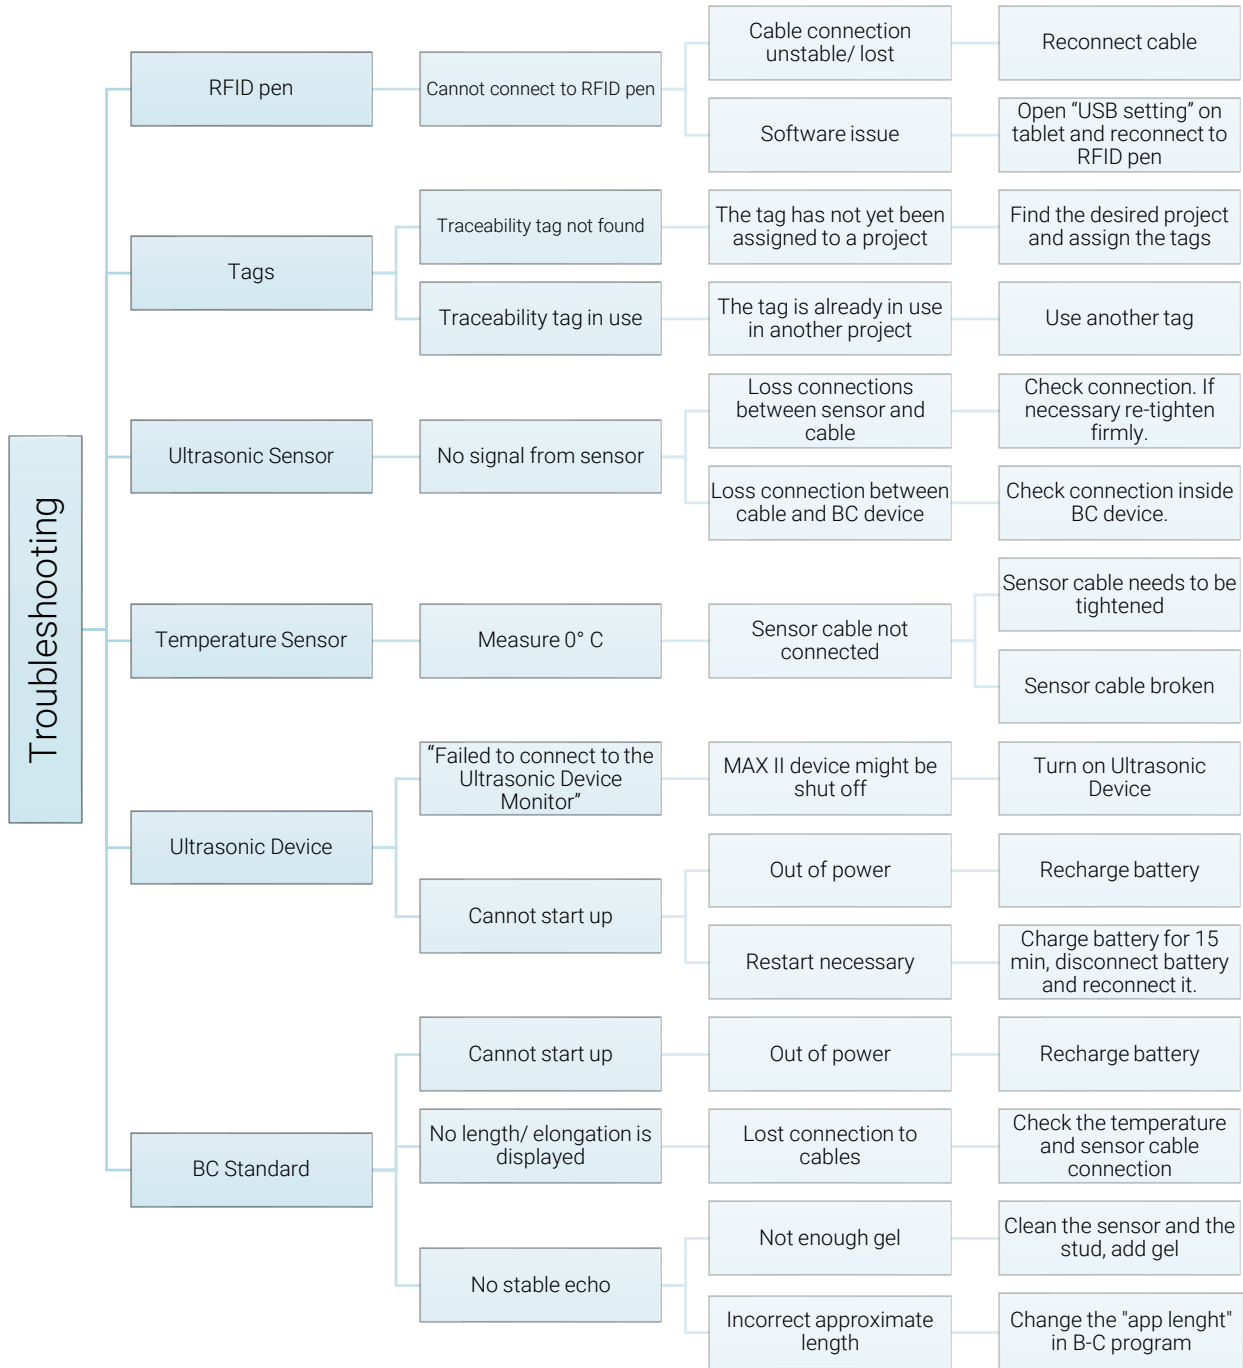 Troubleshooting
RFID pen
Cannot connect to RFID pen
Cable connection
unstable/ lost
Reconnect cable
Software issue
Open “USB setting” on
tablet and reconnect to
RFID pen
Tags
Traceability tag not found
The tag has not yet been
assigned to a project
Find the desired project
and assign the tags
Traceability tag in use
The tag is already in use
in another project
Use another tag
Ultrasonic Sensor
No signal from sensor
Loss connections
between sensor and
cable
Check connection. If
necessary re-tighten
firmly.
Loss connection between
cable and BC device
Check connection inside
BC device.
Temperature Sensor
Measure 0° C
Sensor cable not
connected
Sensor cable needs to be
tightened
Sensor cable broken
Ultrasonic Device
“Failed to connect to the
Ultrasonic Device
Monitor”
MAX II device might be
shut off
Turn on Ultrasonic
Device
Cannot start up
Out of power
Recharge battery
Restart necessary
Charge battery for 15
min, disconnect battery
and reconnect it.
BC Standard
Cannot start up
Out of power
Recharge battery
No length/ elongation is
displayed
Lost connection to
cables
Check the temperature
and sensor cable
connection
No stable echo
Not enough gel
Clean the sensor and the
stud, add gel
Incorrect approximate
length
Change the "app lenght"
in B-C program